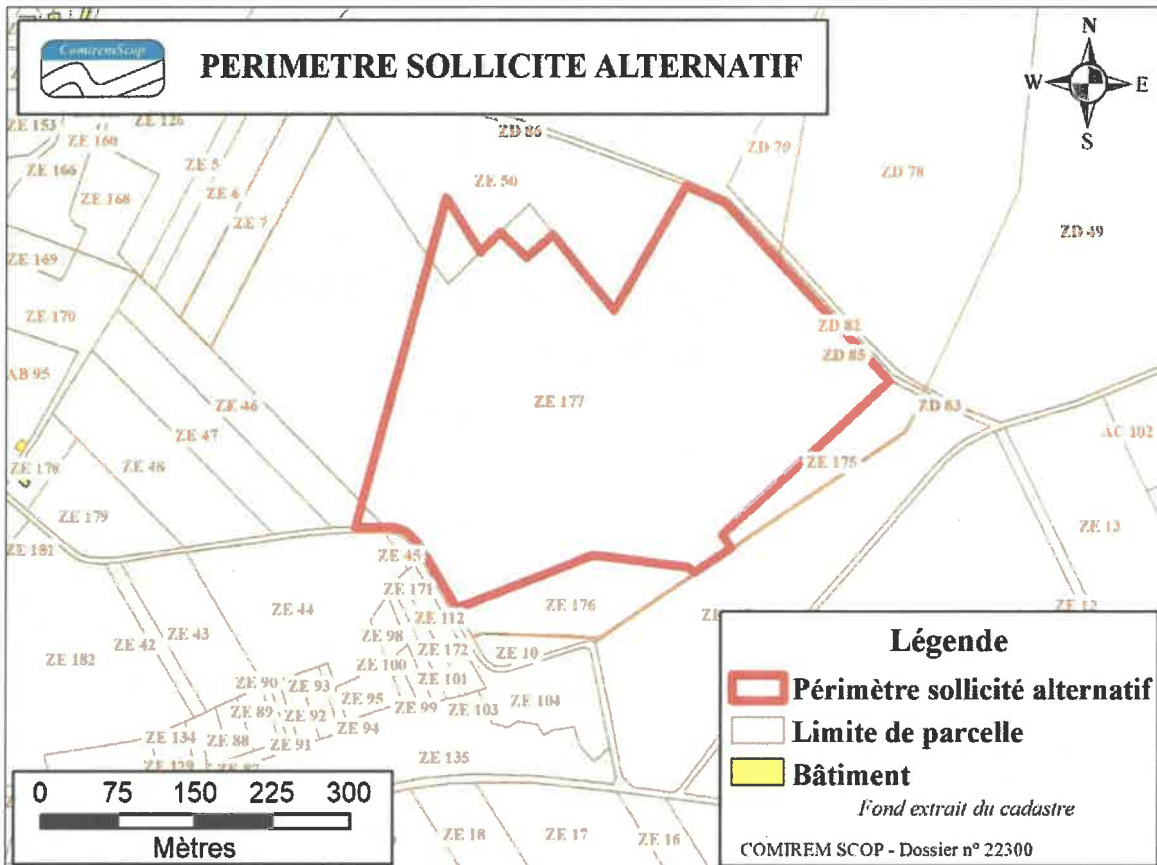 ComiremScop
PERIMETRE SOLLICITE ALTERNATIF
N
W E
S
ZE 153
ZE 126
ZE 160
ZE 166
ZE 168
ZE 5
ZE 6
ZE 7
ZE 50
ZD 86
ZD 79
ZD 78
ZD 49
ZE 169
ZE 170
AB 95
ZE 46
ZE 47
ZE 48
ZE 177
ZD 82
ZD 85
ZD 83
AC 102
ZE 175
ZE 178
ZE 179
ZE 181
ZE 13
ZE 12
ZE 45
ZE 171
ZE 112
ZE 176
ZE 44
ZE 43
ZE 42
ZE 182
ZE 98
ZE 172
ZE 10
ZE 100
ZE 101
ZE 90
ZE 93
ZE 95
ZE 99
ZE 103
ZE 104
ZE 89
ZE 92
ZE 94
ZE 134
ZE 88
ZE 91
ZE 129
ZE 87
ZE 135
ZE 18
ZE 17
ZE 16
0 75 150 225 300
Mètres
Légende
Périmètre sollicité alternatif
Limite de parcelle
Bâtiment
Fond extrait du cadastre
COMIREM SCOP - Dossier n° 22300